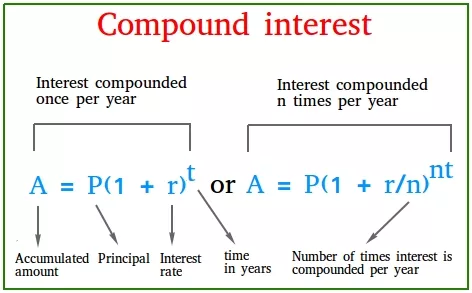 Compound interest
Interest compounded
once per year
Interest compounded
n times per year
A = P(1 + r)^t or A = P(1 + r/n)^nt
Accumulated
amount
Principal
Interest
rate
time
in years
Number of times interest is
compounded per year